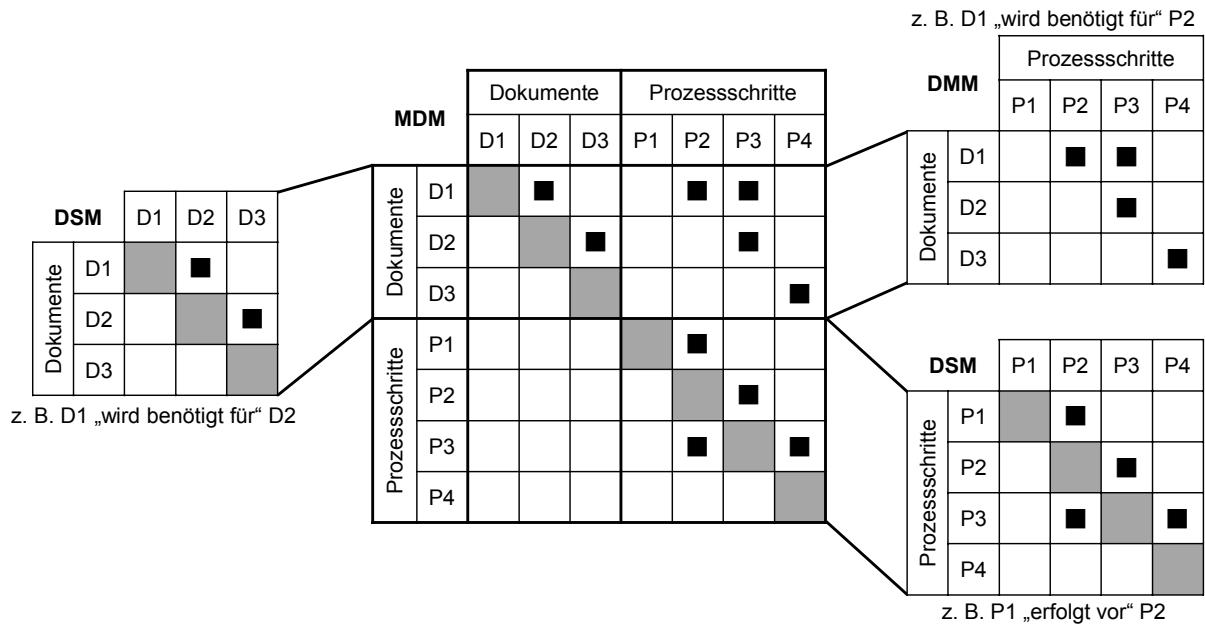 z. B. D1 „wird benötigt für“ P2
DSM D1 D2 D3
Dokumente
D1
D2
D3
z. B. D1 „wird benötigt für“ D2
MDM
Dokumente Prozessschritte
D1 D2 D3 P1 P2 P3 P4
Dokumente
D1
D2
D3
Prozessschritte
P1
P2
P3
P4
DMM
Prozessschritte
P1 P2 P3 P4
Dokumente
D1
D2
D3
DSM P1 P2 P3 P4
Prozessschritte
P1
P2
P3
P4
z. B. P1 „erfolgt vor“ P2